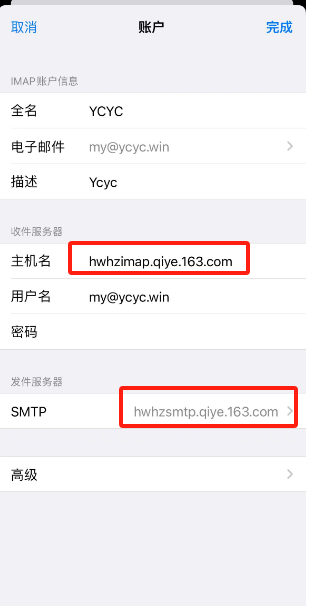 取消 账户 完成
IMAP账户信息
全名 YCYC
电子邮件 my@ycyc.win
描述 Ycyc
收件服务器
主机名 hwhzimap.qiye.163.com
用户名 my@ycyc.win
密码
发件服务器
SMTP hwhzsmtp.qiye.163.com
高级